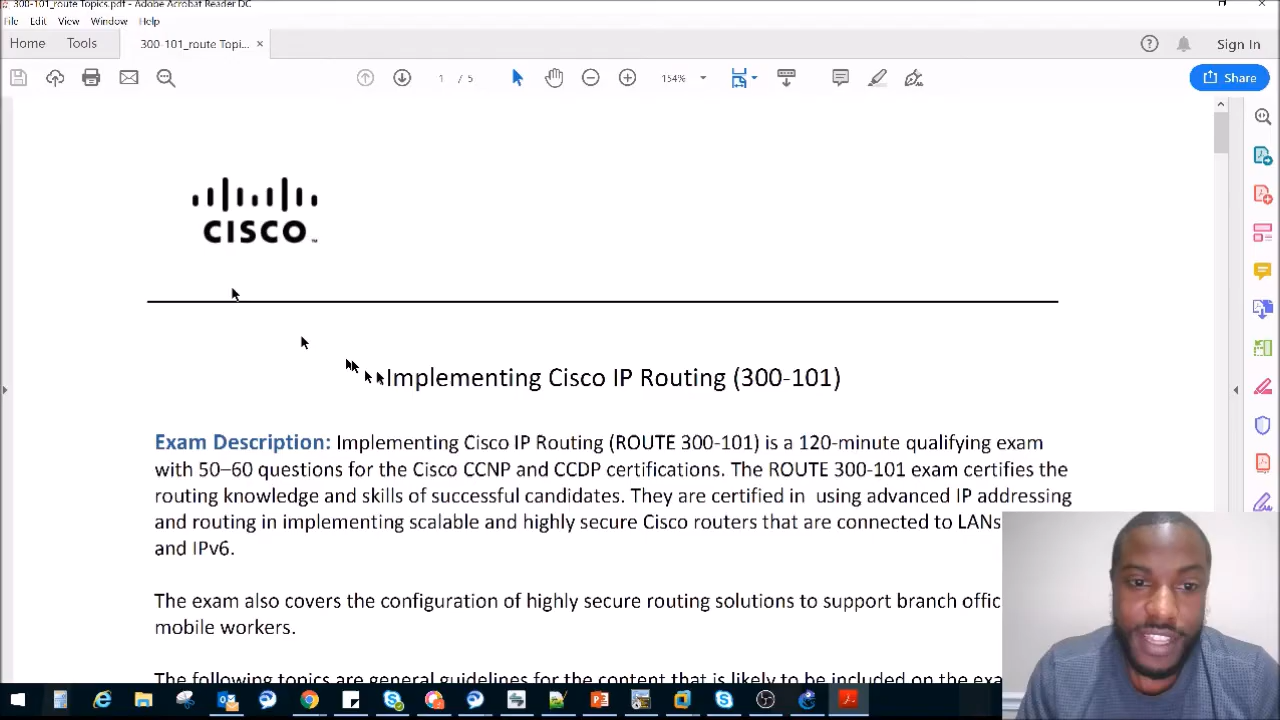 300-101_route Topics.pdf - Adobe Acrobat Reader DC
File Edit View Window Help
Home Tools 300-101_route Topi... × Sign In
1 / 5 154% Share
CISCO
Implementing Cisco IP Routing (300-101)
Exam Description: Implementing Cisco IP Routing (ROUTE 300-101) is a 120-minute qualifying exam
with 50–60 questions for the Cisco CCNP and CCDP certifications. The ROUTE 300-101 exam certifies the
routing knowledge and skills of successful candidates. They are certified in using advanced IP addressing
and routing in implementing scalable and highly secure Cisco routers that are connected to LANs
and IPv6.
The exam also covers the configuration of highly secure routing solutions to support branch offic
mobile workers.
The following topics are general guidelines for the content that is likely to be included on the exa